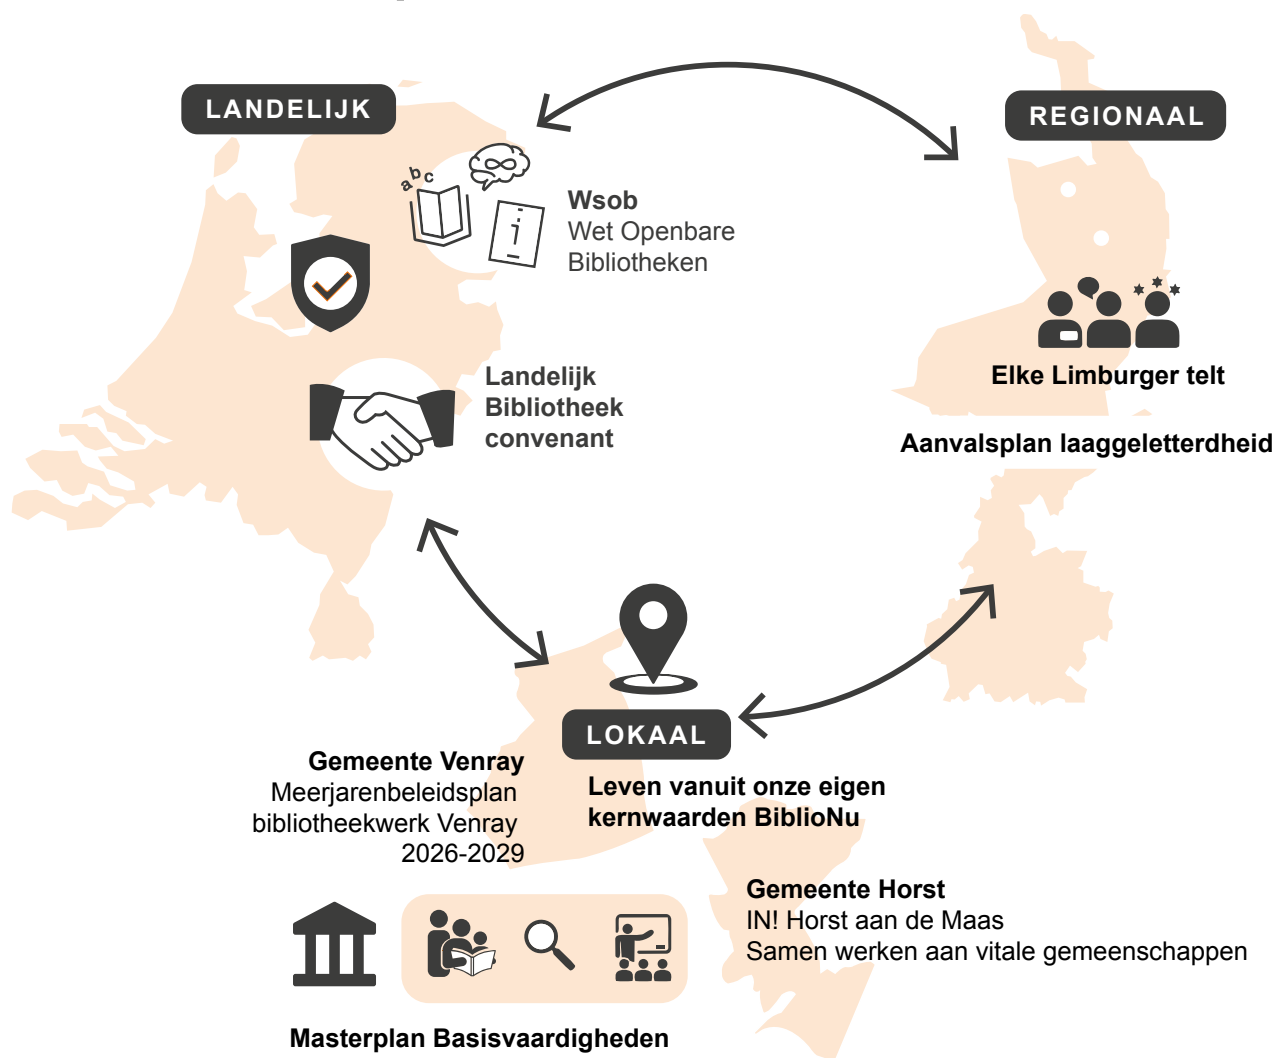 LANDELIJK
abc
Wsob
Wet Openbare
Bibliotheken
i
Landelijk
Bibliotheek
convenant
REGIONAAL
Elke Limburger telt
Aanvalsplan laaggeletterdheid
LOKAAL
Leven vanuit onze eigen
kernwaarden BiblioNu
Gemeente Venray
Meerjarenbeleidsplan
bibliotheekwerk Venray
2026-2029
Gemeente Horst
IN! Horst aan de Maas
Samen werken aan vitale gemeenschappen
Masterplan Basisvaardigheden